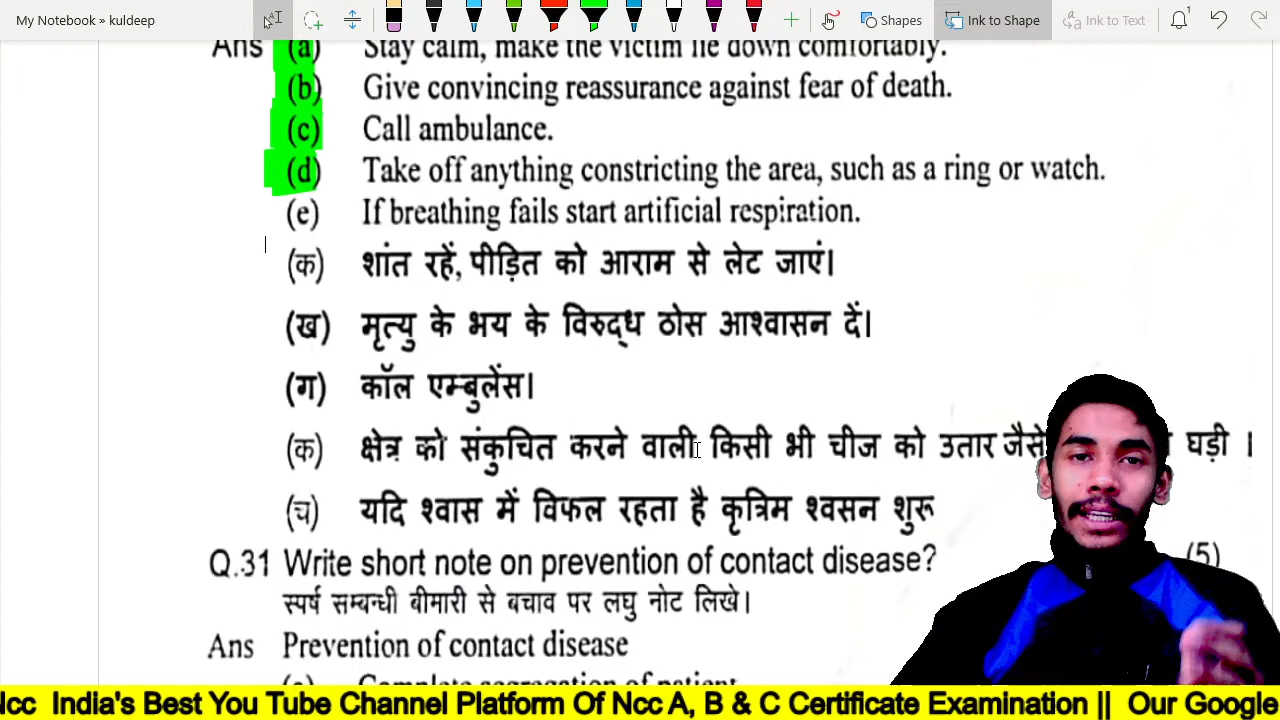 My Notebook » kuldeep
Shapes
Ink to Shape
Ink to Text
Ans (a) Stay calm, make the victim lie down comfortably.
(b) Give convincing reassurance against fear of death.
(c) Call ambulance.
(d) Take off anything constricting the area, such as a ring or watch.
(e) If breathing fails start artificial respiration.
(क) शांत रहें, पीड़ित को आराम से लेट जाएं।
(ख) मृत्यु के भय के विरुद्ध ठोस आश्वासन दें।
(ग) कॉल एम्बुलेंस।
(क) क्षेत्र को संकुचित करने वाली किसी भी चीज को उतार जैसे घड़ी ।
(च) यदि श्वास में विफल रहता है कृत्रिम श्वसन शुरू
Q.31 Write short note on prevention of contact disease? (5)
स्पर्ष सम्बन्धी बीमारी से बचाव पर लघु नोट लिखे।
Ans Prevention of contact disease
(a) Complete segregation of patient
Ncc India's Best You Tube Channel Platform Of Ncc A, B & C Certificate Examination || Our Google